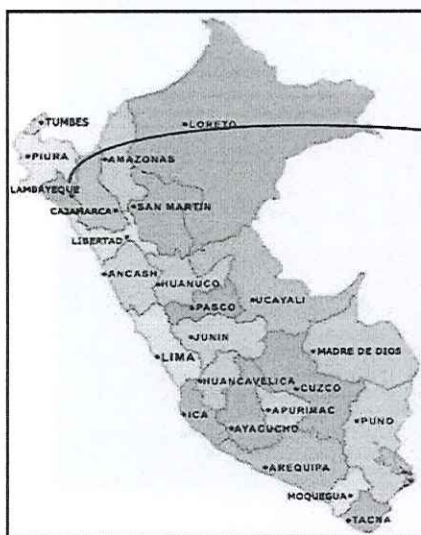 TUMBES
LORETO
PIURA
AMAZONAS
LAMBAYEQUE
CAJAMARCA
SAN MARTÍN
LIBERTAD
ANCASH
HUANUCO
PASCO
UCAYALI
JUNIN
LIMA
MADRE DE DIOS
HUANCAVELICA
CUZCO
ICA
APURIMAC
PUNO
AYACUCHO
AREQUIPA
MOQUEGUA
TACNA